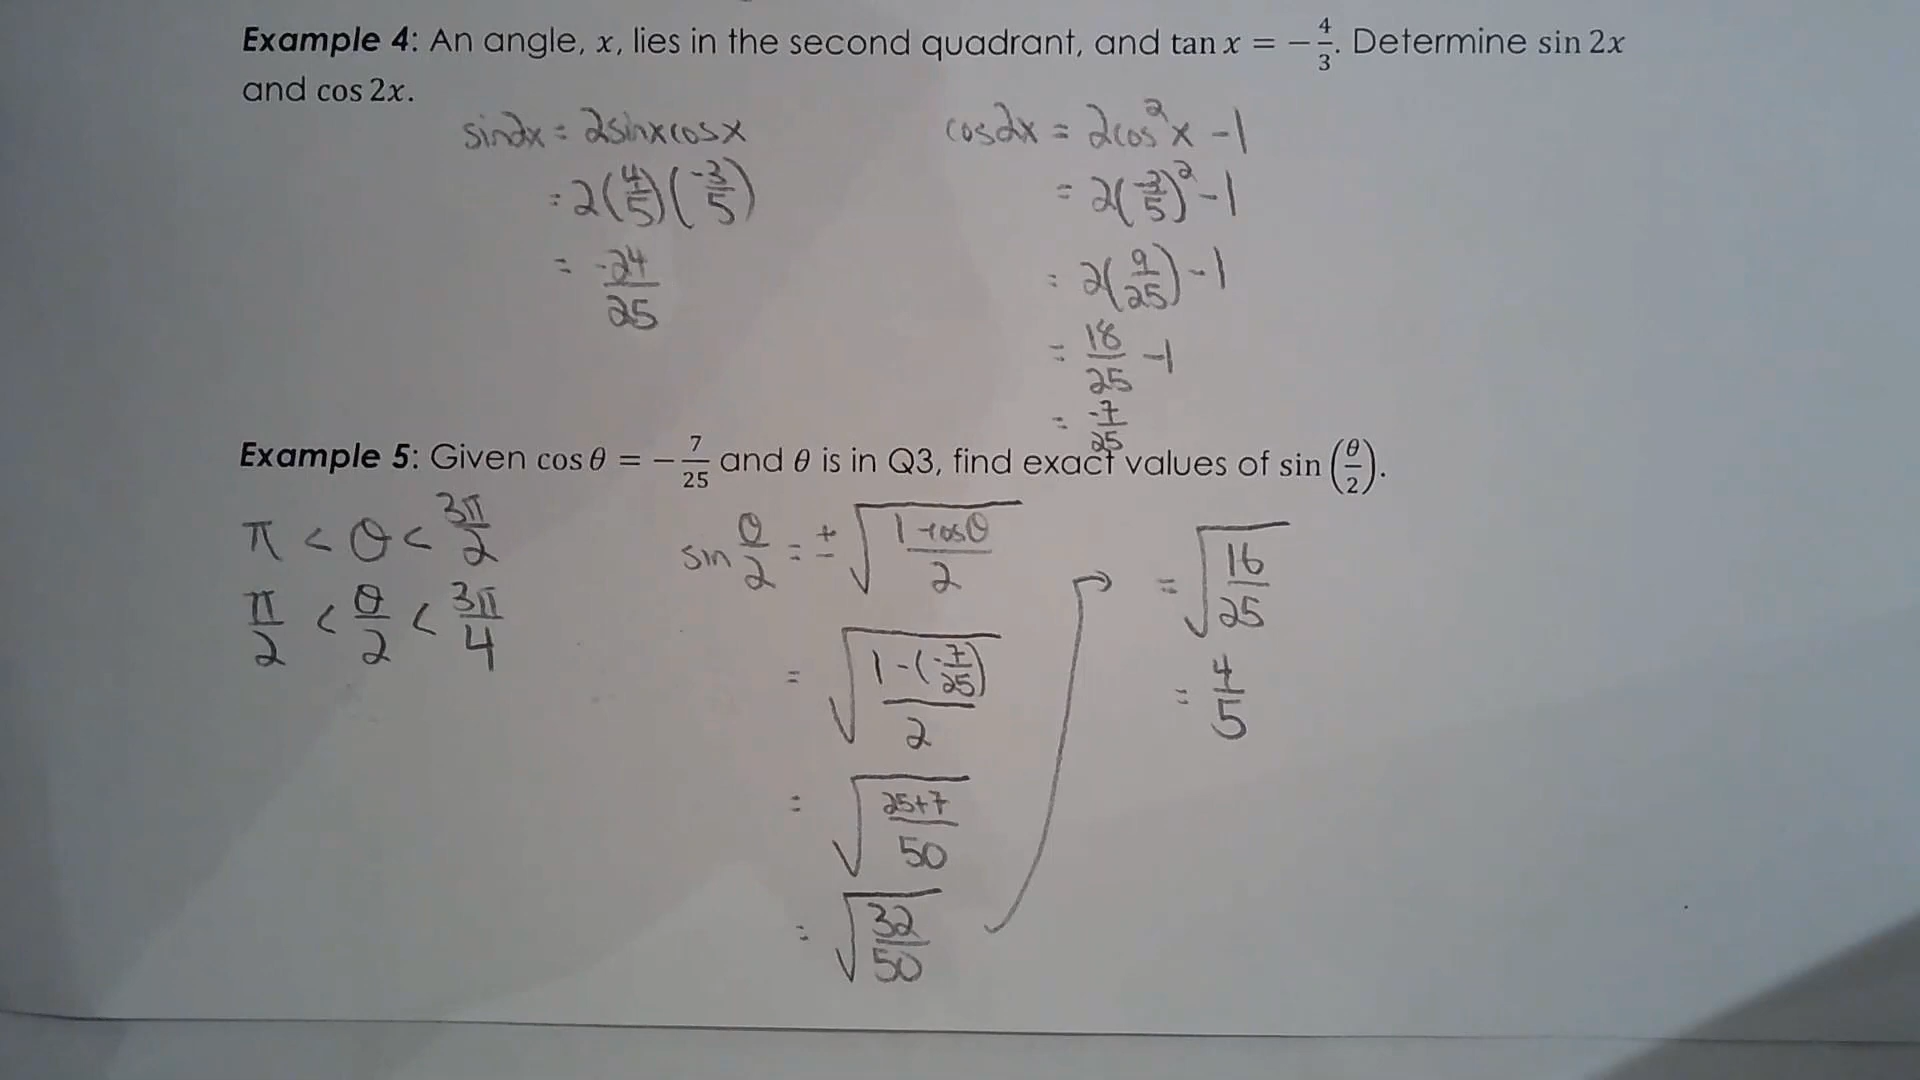 Example 4: An angle, x, lies in the second quadrant, and tan x = −4/3. Determine sin 2x
and cos 2x.
sin2x = 2sinxcosx
= 2(4/5)(-3/5)
= -24/25
cos2x = 2cos²x - 1
= 2(-3/5)² - 1
= 2(9/25) - 1
= 18/25 - 1
= -7/25
Example 5: Given cos θ = −7/25 and θ is in Q3, find exact values of sin (θ/2).
π < θ < 3π/2
π/2 < θ/2 < 3π/4
sin θ/2 = ±√((1-cosθ)/2)
= √((1-(-7/25))/2)
= √((25+7)/50)
= √(32/50)
= √(16/25)
= 4/5